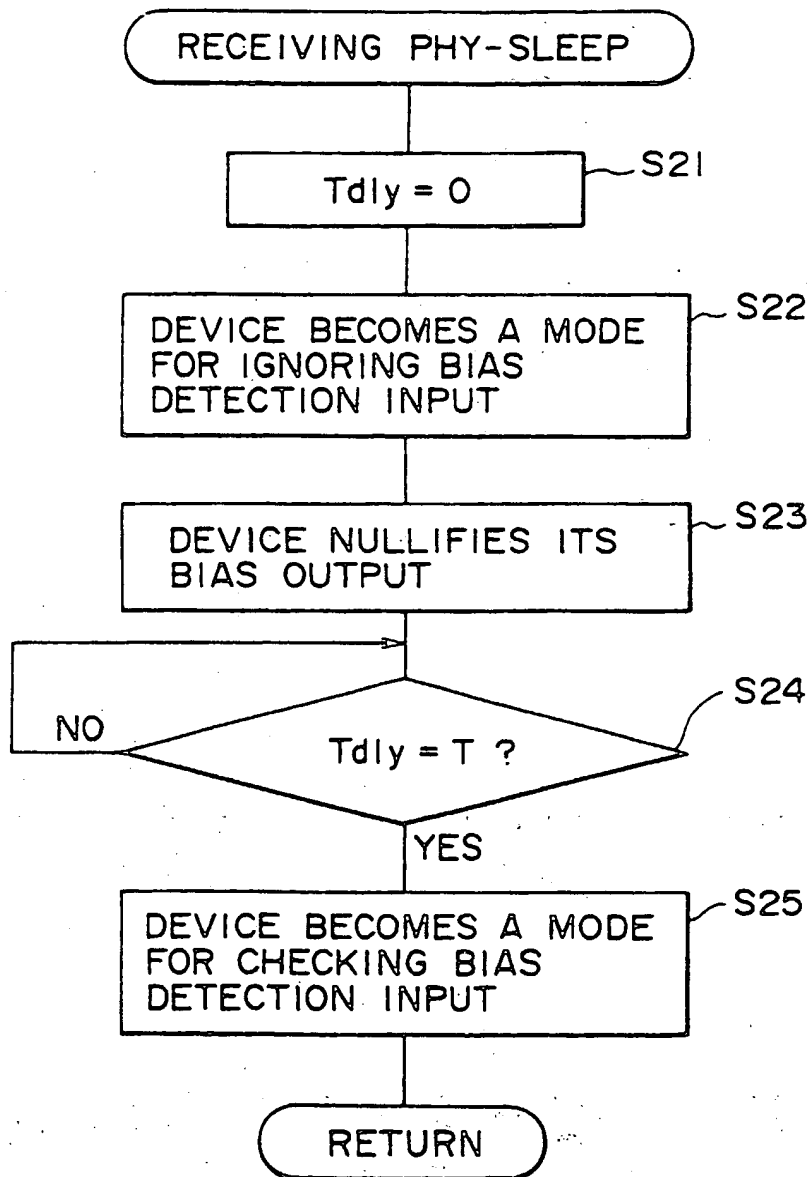 RECEIVING PHY-SLEEP
Tdly = 0
S21
DEVICE BECOMES A MODE
FOR IGNORING BIAS
DETECTION INPUT
S22
DEVICE NULLIFIES ITS
BIAS OUTPUT
S23
Tdly = T ?
S24
NO
YES
DEVICE BECOMES A MODE
FOR CHECKING BIAS
DETECTION INPUT
S25
RETURN